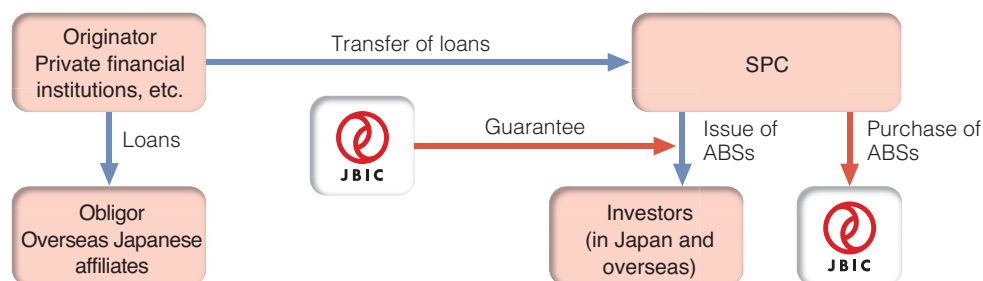 Originator
Private financial
institutions, etc.
Transfer of loans
SPC
Loans
JBIC
Guarantee
Issue of
ABSs
Purchase of
ABSs
Obligor
Overseas Japanese
affiliates
Investors
(in Japan and
overseas)
JBIC